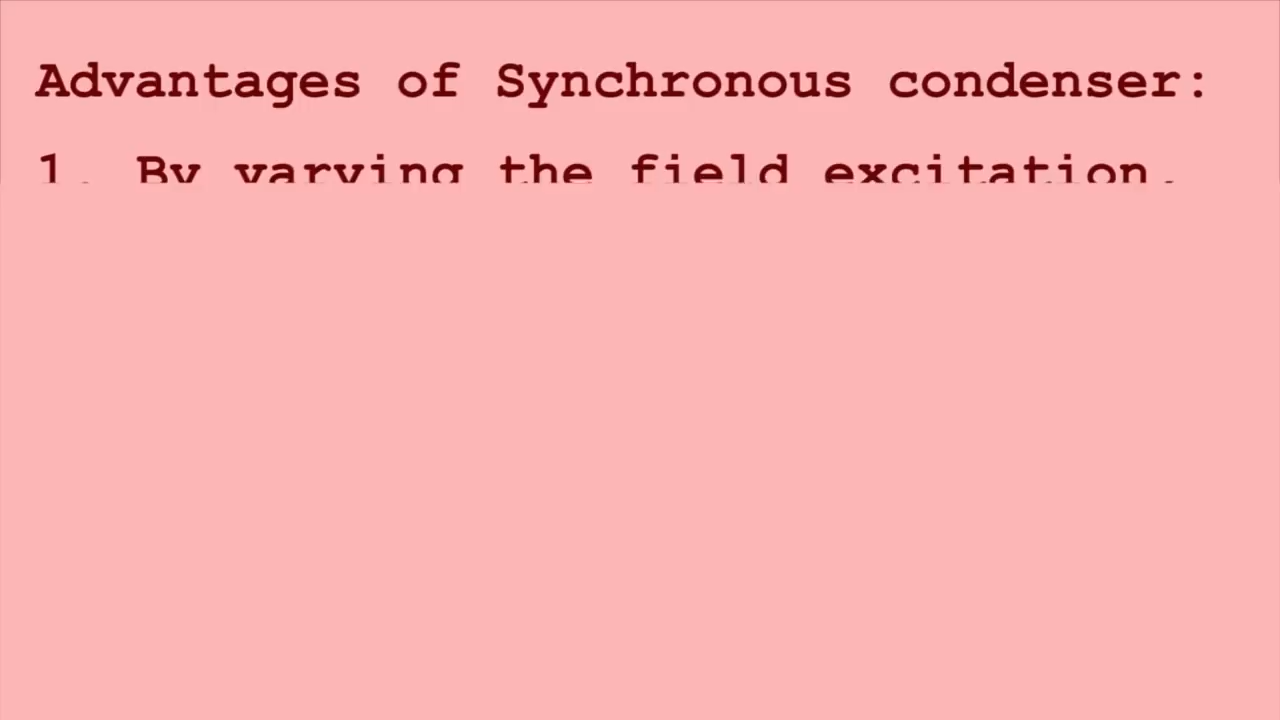 Advantages of Synchronous condenser:
1. By varying the field excitation,